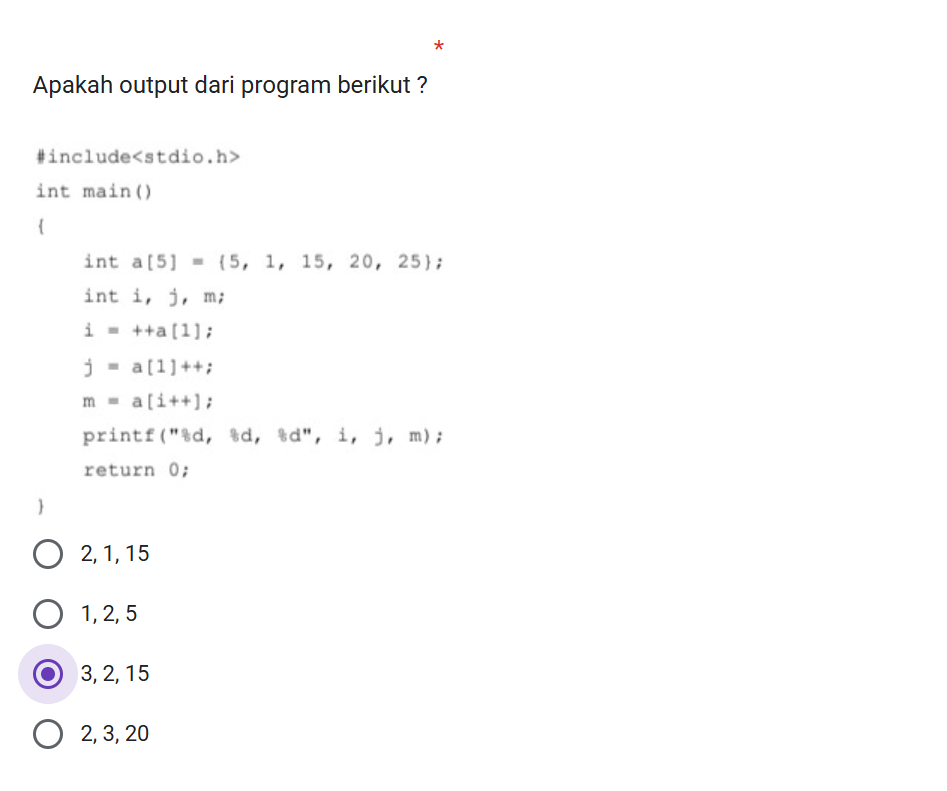 *
Apakah output dari program berikut ?
#include<stdio.h>
int main()
{
int a[5] = {5, 1, 15, 20, 25};
int i, j, m;
i = ++a[1];
j = a[1]++;
m = a[i++];
printf("%d, %d, %d", i, j, m);
return 0;
}
2, 1, 15
1, 2, 5
3, 2, 15
2, 3, 20